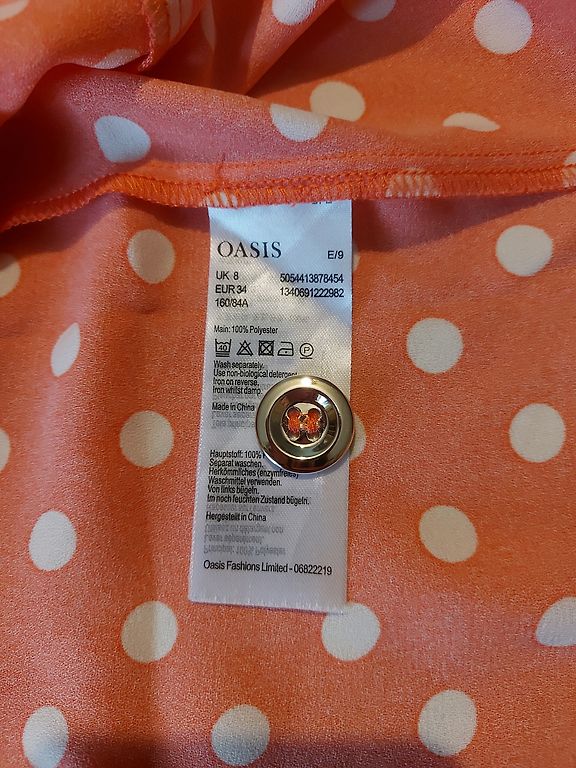 OASIS
E/9
UK 8
5054413878454
EUR 34
1340691222982
160/84A
Main: 100% Polyester
40
P
Wash separately.
Use non-biological detergent
Iron on reverse.
Iron whilst damp.
Made in China
Hauptstoff: 100%
Separat waschen.
Herkömmliches (enzymfreies)
Waschmittel verwenden.
Von links bügeln.
Im noch feuchten Zustand bügeln.
Hergestellt in China
Oasis Fashions Limited - 06822219